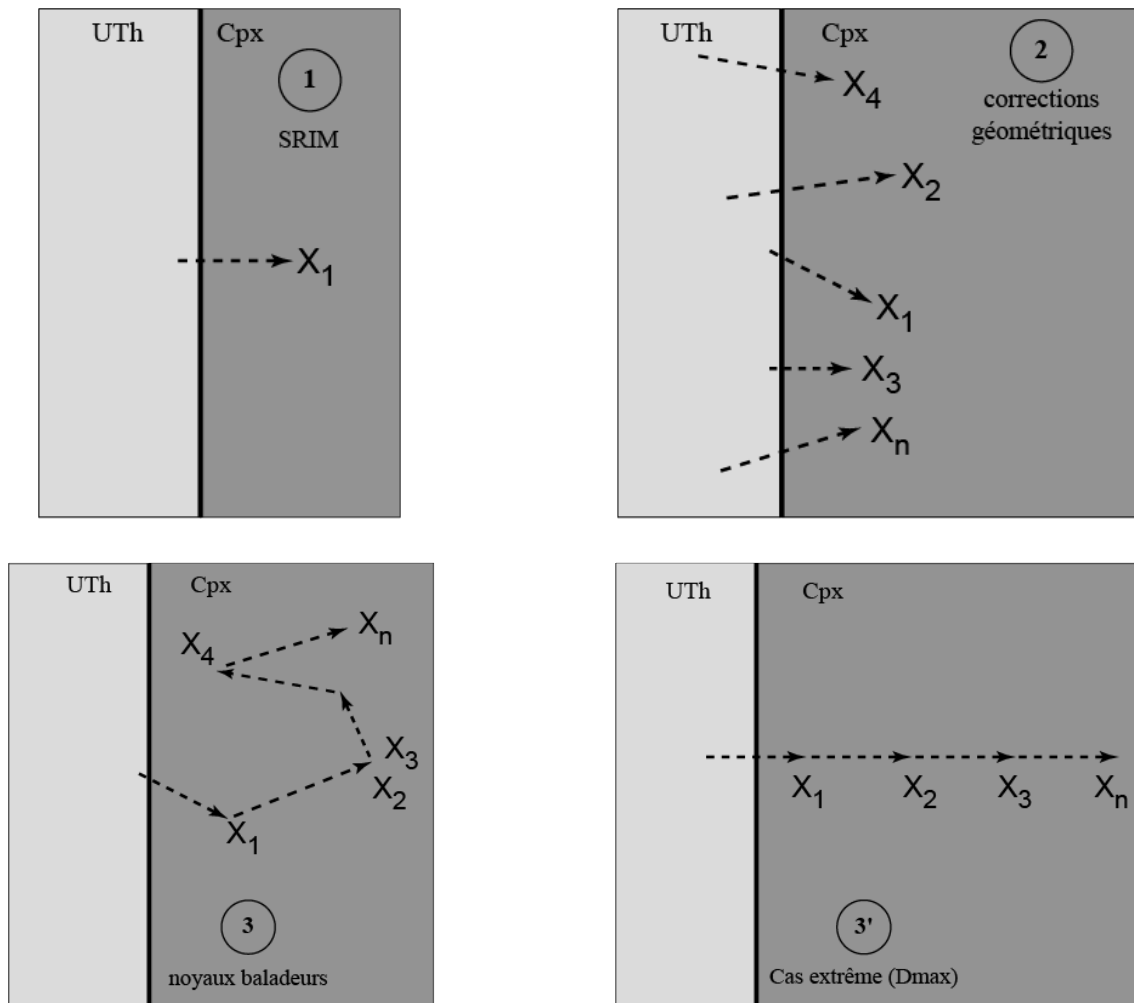 UTh Cpx
1
SRIM
X1
UTh Cpx
2
corrections
géométriques
X4
X2
X1
X3
Xn
UTh Cpx
Xn
X4
X3
X2
X1
3
noyaux baladeurs
UTh Cpx
X1 X2 X3 Xn
3'
Cas extrême (Dmax)